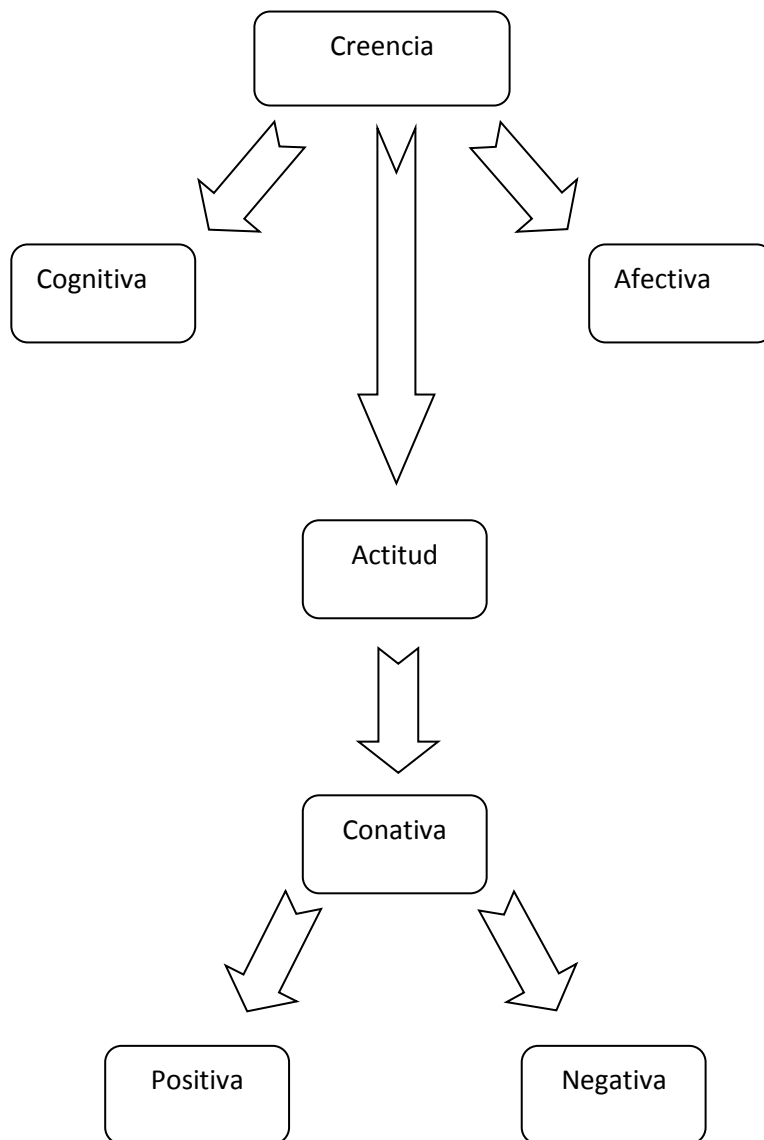 Creencia
Cognitiva
Afectiva
Actitud
Conativa
Positiva
Negativa